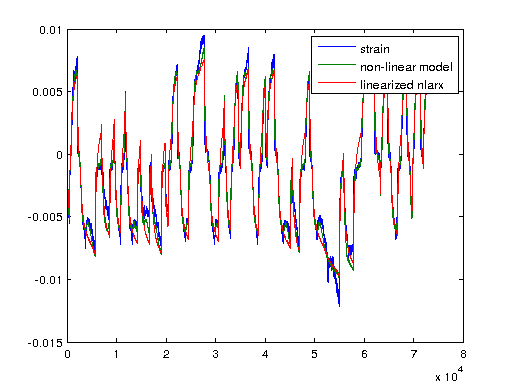 0.01
strain
non-linear model
linearized nlarx
0.005
0
-0.005
-0.01
-0.015
0 1 2 3 4 5 6 7 8
x 10^4